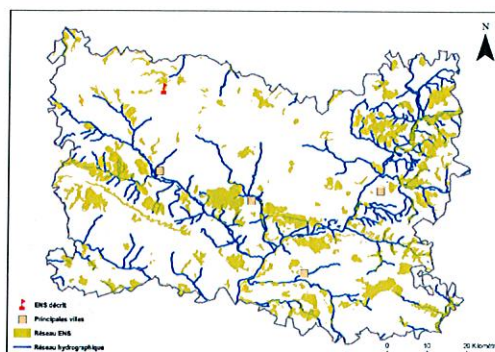 N
ENS décrit
Principales villes
Réseau ENS
Réseau hydrographique
0 10 20 Kilomètres